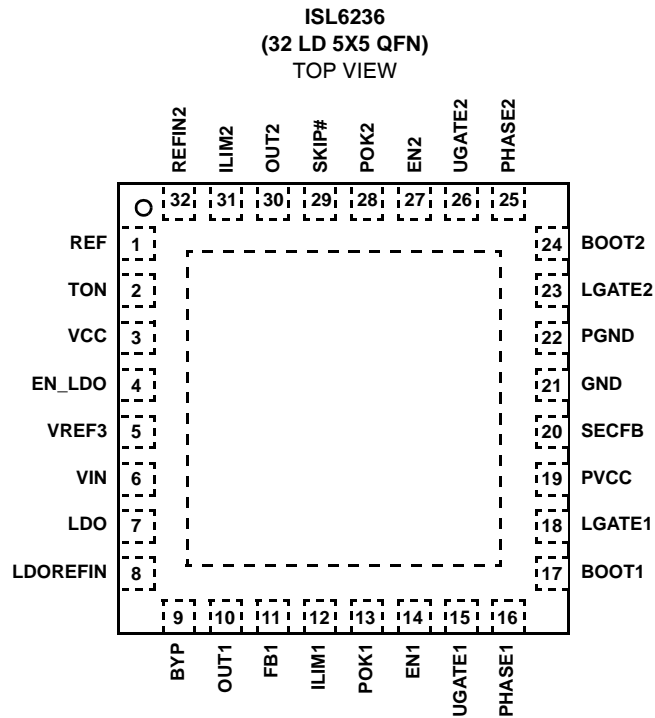 ISL6236
(32 LD 5X5 QFN)
TOP VIEW
REFIN2
ILIM2
OUT2
SKIP#
POK2
EN2
UGATE2
PHASE2
32 31 30 29 28 27 26 25
REF 1 24 BOOT2
TON 2 23 LGATE2
VCC 3 22 PGND
EN_LDO 4 21 GND
VREF3 5 20 SECFB
VIN 6 19 PVCC
LDO 7 18 LGATE1
LDOREFIN 8 17 BOOT1
9 10 11 12 13 14 15 16
BYP
OUT1
FB1
ILIM1
POK1
EN1
UGATE1
PHASE1